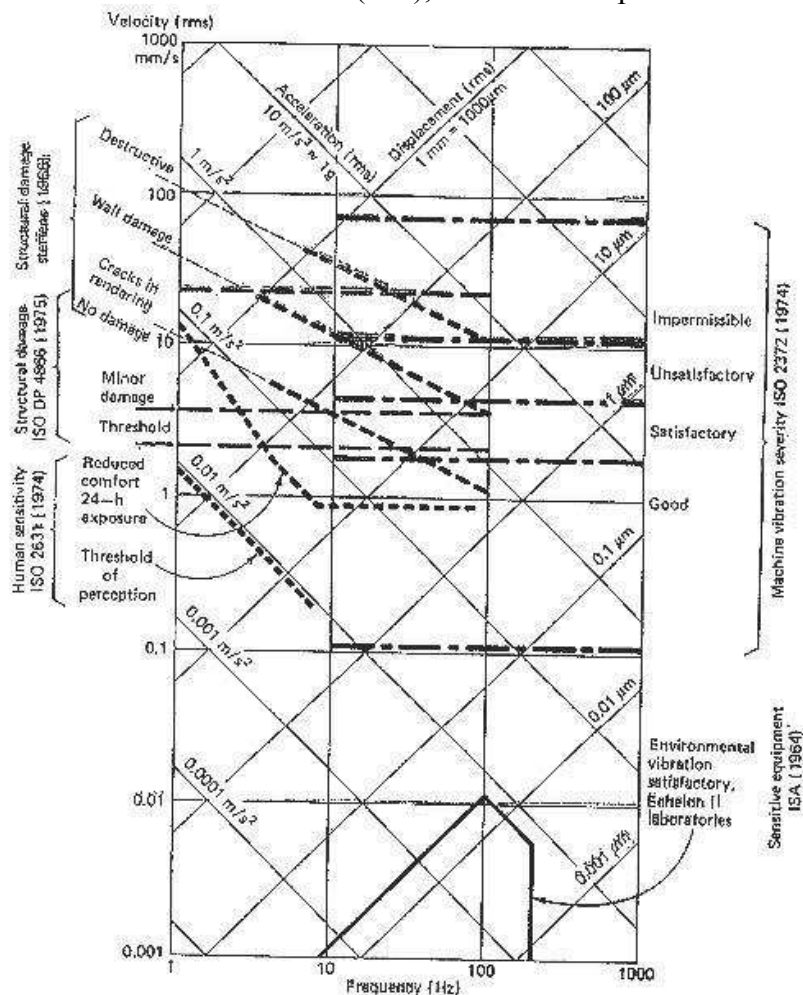 Velocity (rms)
1000
mm/s
100
10
1
0.1
0.01
0.001
1
10
100
1000
Frequency (Hz)
Acceleration (rms)
10 m/s² ≈ 1g
Displacement (rms)
1 mm = 1000μm
1 m/s²
0.1 m/s²
0.01 m/s²
0.001 m/s²
0.0001 m/s²
100 μm
10 μm
1 μm
0.1 μm
0.01 μm
0.001 μm
Structural damage
steffens (1966)
Destructive
Wall damage
Cracks in
rendering
No damage
Structural damage
ISO DP 4866 (1975)
Minor
damage
Threshold
Human sensitivity
ISO 2631 (1974)
Reduced
comfort
24-h
exposure
Threshold
of
perception
Impermissible
Unsatisfactory
Satisfactory
Good
Machine vibration severity ISO 2372 (1974)
Environmental
vibration
satisfactory,
Echelon II
laboratories
Sensitive equipment
ISA (1964)